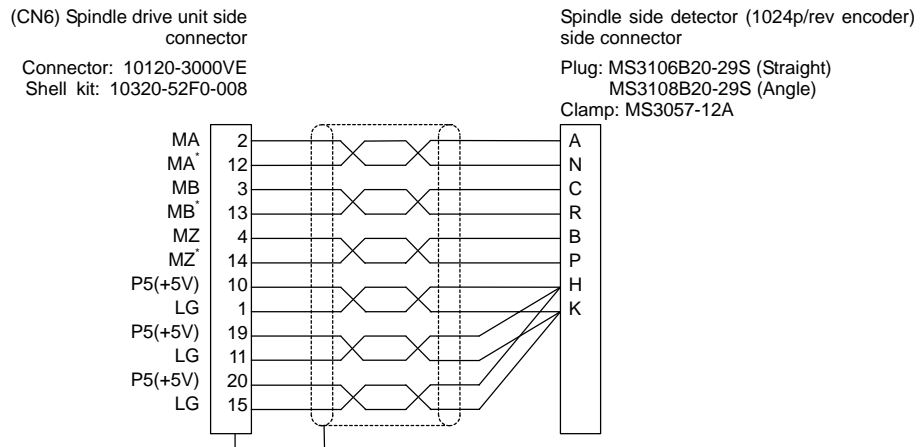 (CN6) Spindle drive unit side
connector
Connector: 10120-3000VE
Shell kit: 10320-52F0-008
Spindle side detector (1024p/rev encoder)
side connector
Plug: MS3106B20-29S (Straight)
MS3108B20-29S (Angle)
Clamp: MS3057-12A
MA 2 A
MA* 12 N
MB 3 C
MB* 13 R
MZ 4 B
MZ* 14 P
P5(+5V) 10 H
LG 1 K
P5(+5V) 19
LG 11
P5(+5V) 20
LG 15